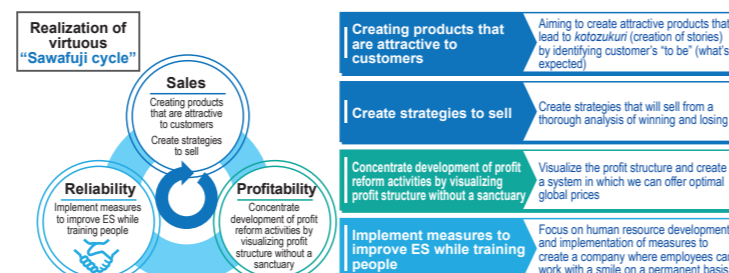 Realization of
virtuous
"Sawafuji cycle"
Sales
Creating products
that are attractive
to customers
Create strategies
to sell
Reliability
Implement measures
to improve ES while
training people
Profitability
Concentrate
development of profit
reform activities by
visualizing profit
structure without a
sanctuary
Creating products that
are attractive to
customers
Aiming to create attractive products that
lead to kotozukuri (creation of stories)
by identifying customer's "to be" (what's
expected)
Create strategies to sell
Create strategies that will sell from a
thorough analysis of winning and losing
Concentrate development of profit
reform activities by visualizing
profit structure without a sanctuary
Visualize the profit structure and create
a system in which we can offer optimal
global prices
Implement measures to
improve ES while training
people
Focus on human resource development
and implementation of measures to
create a company where employees can
work with a smile on a permanent basis